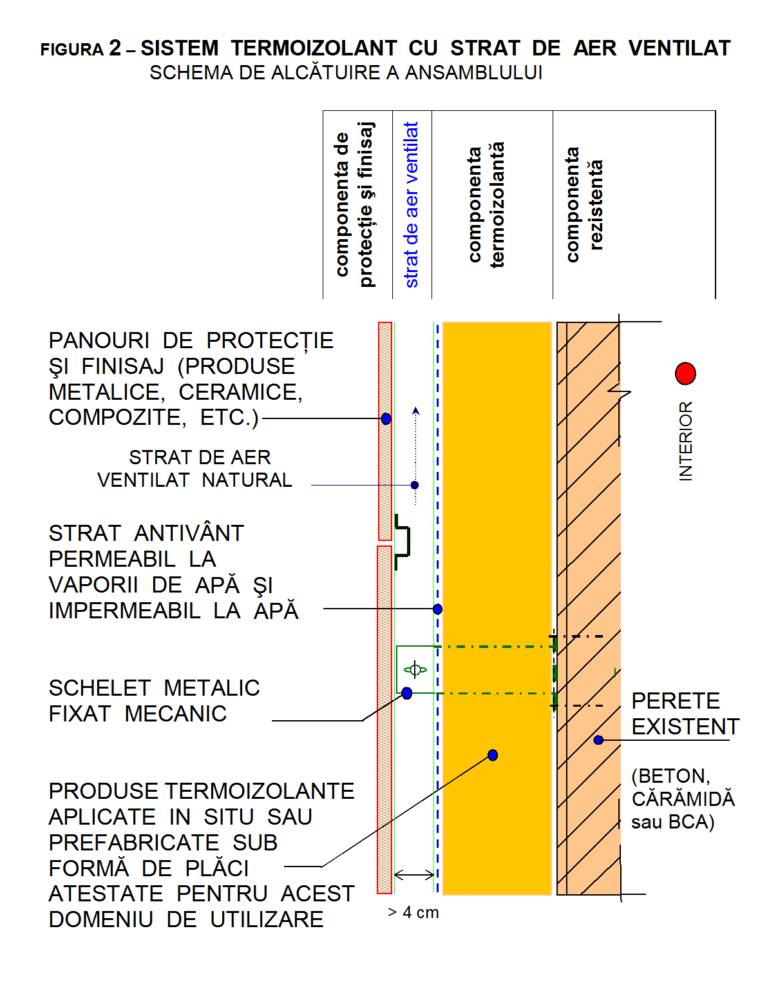 FIGURA 2 – SISTEM TERMOIZOLANT CU STRAT DE AER VENTILAT
SCHEMA DE ALCĂTUIRE A ANSAMBLULUI
componenta de
protecţie şi finisaj
strat de aer ventilat
componenta
termoizolantă
componenta
rezistentă
PANOURI DE PROTECŢIE
ŞI FINISAJ (PRODUSE
METALICE, CERAMICE,
COMPOZITE, ETC.)
STRAT DE AER
VENTILAT NATURAL
STRAT ANTIVÂNT
PERMEABIL LA
VAPORII DE APĂ ŞI
IMPERMEABIL LA APĂ
SCHELET METALIC
FIXAT MECANIC
PRODUSE TERMOIZOLANTE
APLICATE IN SITU SAU
PREFABRICATE SUB
FORMĂ DE PLĂCI
ATESTATE PENTRU ACEST
DOMENIU DE UTILIZARE
> 4 cm
INTERIOR
PERETE
EXISTENT
(BETON,
CĂRĂMIDĂ
sau BCA)